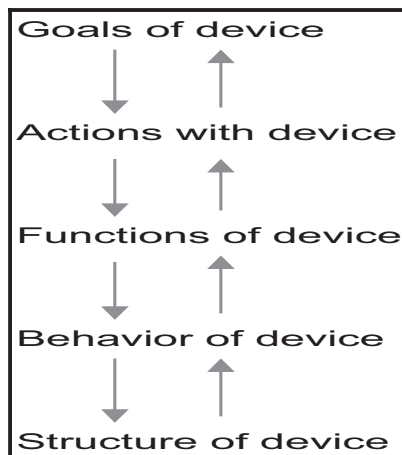 Goals of device
Actions with device
Functions of device
Behavior of device
Structure of device